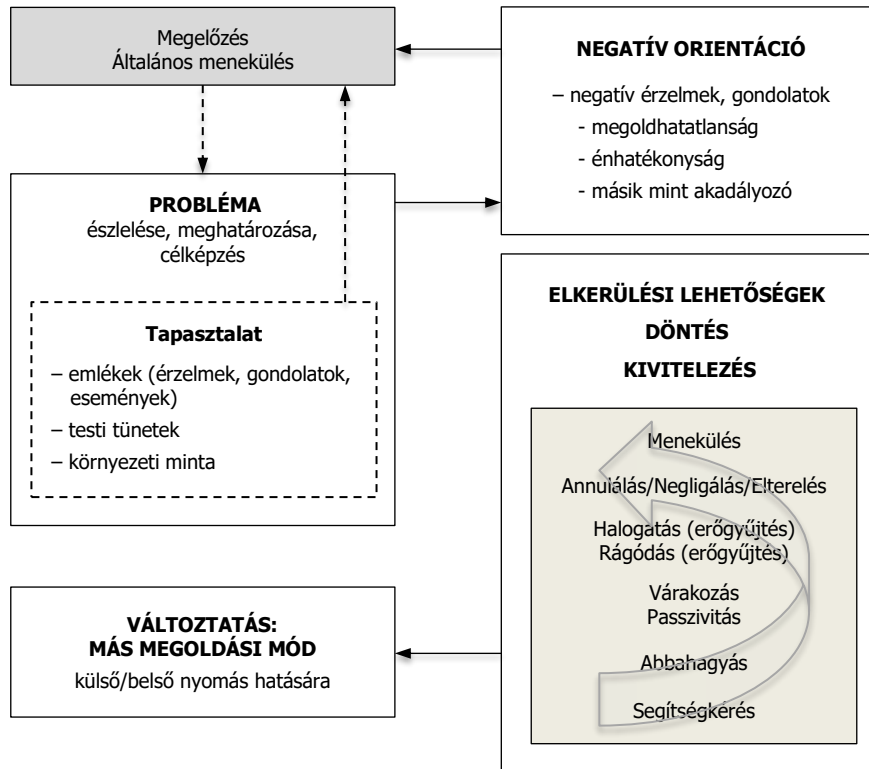 Megelőzés
Általános menekülés
NEGATÍV ORIENTÁCIÓ
– negatív érzelmek, gondolatok
- megoldhatatlanság
- énhatékonyság
- másik mint akadályozó
PROBLÉMA
észlelése, meghatározása,
célképzés
Tapasztalat
– emlékek (érzelmek, gondolatok,
események)
– testi tünetek
– környezeti minta
ELKERÜLÉSI LEHETŐSÉGEK
DÖNTÉS
KIVITELEZÉS
Menekülés
Annulálás/Negligálás/Elterelés
Halogatás (erőgyűjtés)
Rágódás (erőgyűjtés)
Várakozás
Passzivitás
Abbahagyás
Segítségkérés
VÁLTOZTATÁS:
MÁS MEGOLDÁSI MÓD
külső/belső nyomás hatására